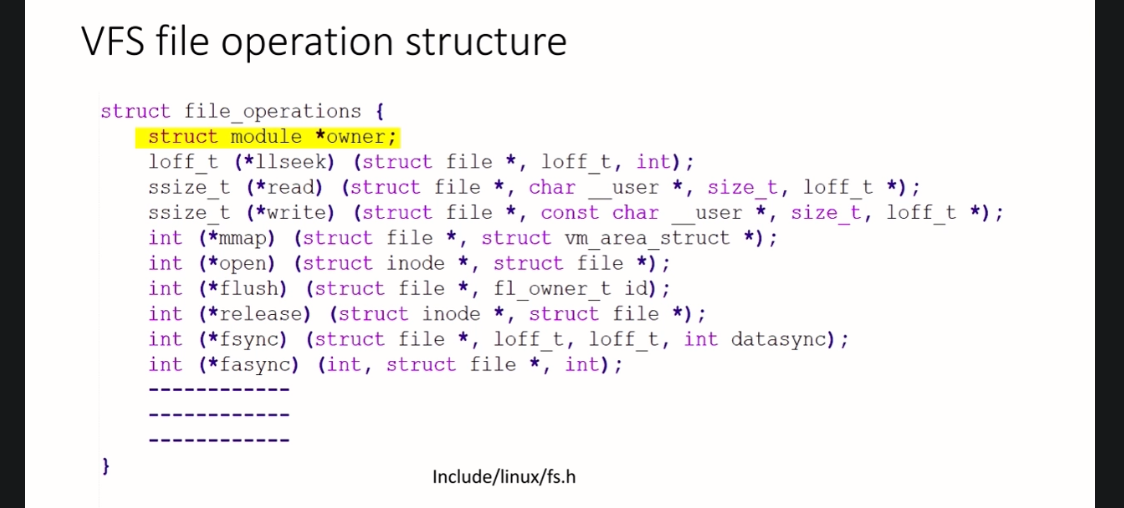 VFS file operation structure
struct file_operations {
struct module *owner;
loff_t (*llseek) (struct file *, loff_t, int);
ssize_t (*read) (struct file *, char __user *, size_t, loff_t *);
ssize_t (*write) (struct file *, const char __user *, size_t, loff_t *);
int (*mmap) (struct file *, struct vm_area_struct *);
int (*open) (struct inode *, struct file *);
int (*flush) (struct file *, fl_owner_t id);
int (*release) (struct inode *, struct file *);
int (*fsync) (struct file *, loff_t, loff_t, int datasync);
int (*fasync) (int, struct file *, int);
------------
------------
------------
}
Include/linux/fs.h